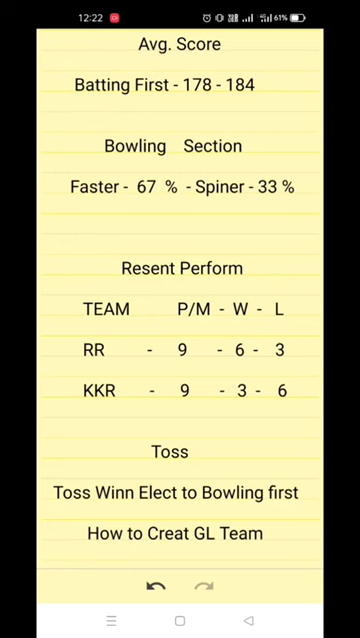 12:22 61%
Avg. Score
Batting First - 178 - 184
Bowling Section
Faster - 67 % - Spiner - 33 %
Resent Perform
TEAM P/M - W - L
RR - 9 - 6 - 3
KKR - 9 - 3 - 6
Toss
Toss Winn Elect to Bowling first
How to Creat GL Team